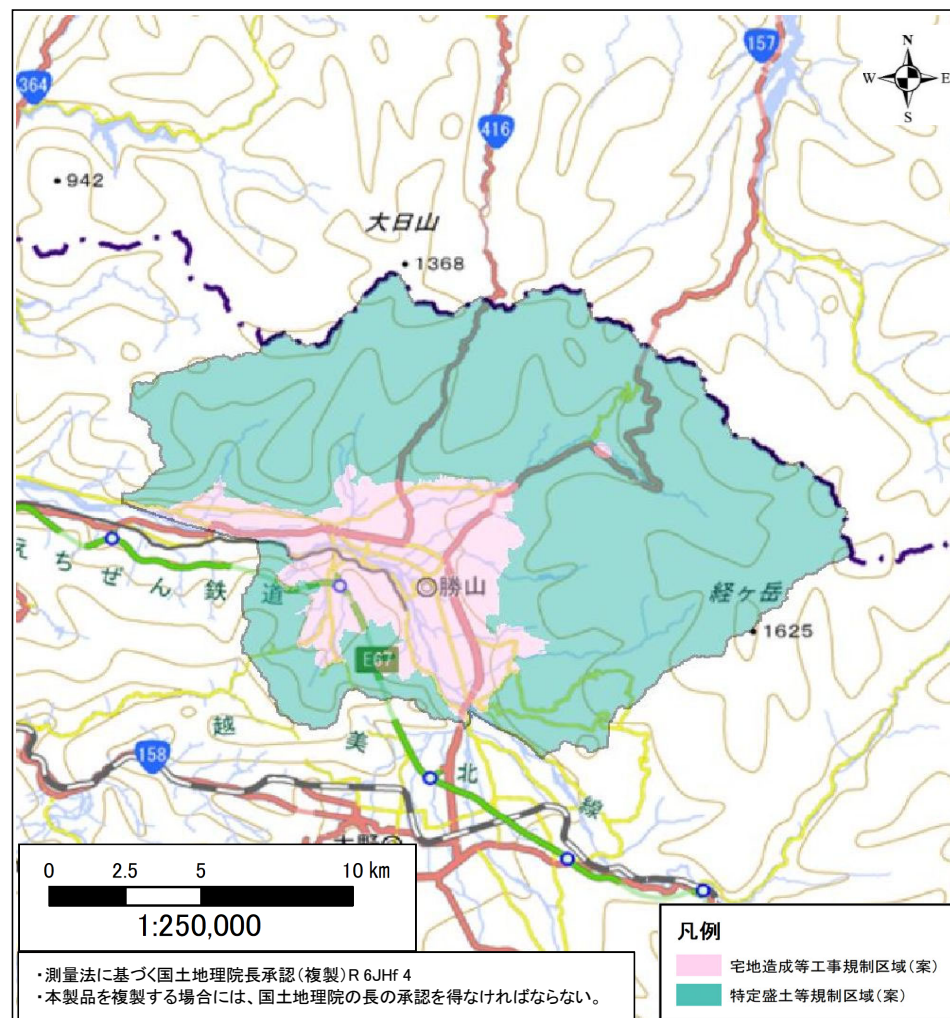 157
N
W E
S
364
416
942
大日山
1368
えちぜん鉄道
勝山
経ヶ岳
1625
E67
越美北線
158
大野
0 2.5 5 10 km
1:250,000
凡例
宅地造成等工事規制区域(案)
特定盛土等規制区域(案)
・測量法に基づく国土地理院長承認(複製)R 6JHf 4
・本製品を複製する場合には、国土地理院の長の承認を得なければならない。